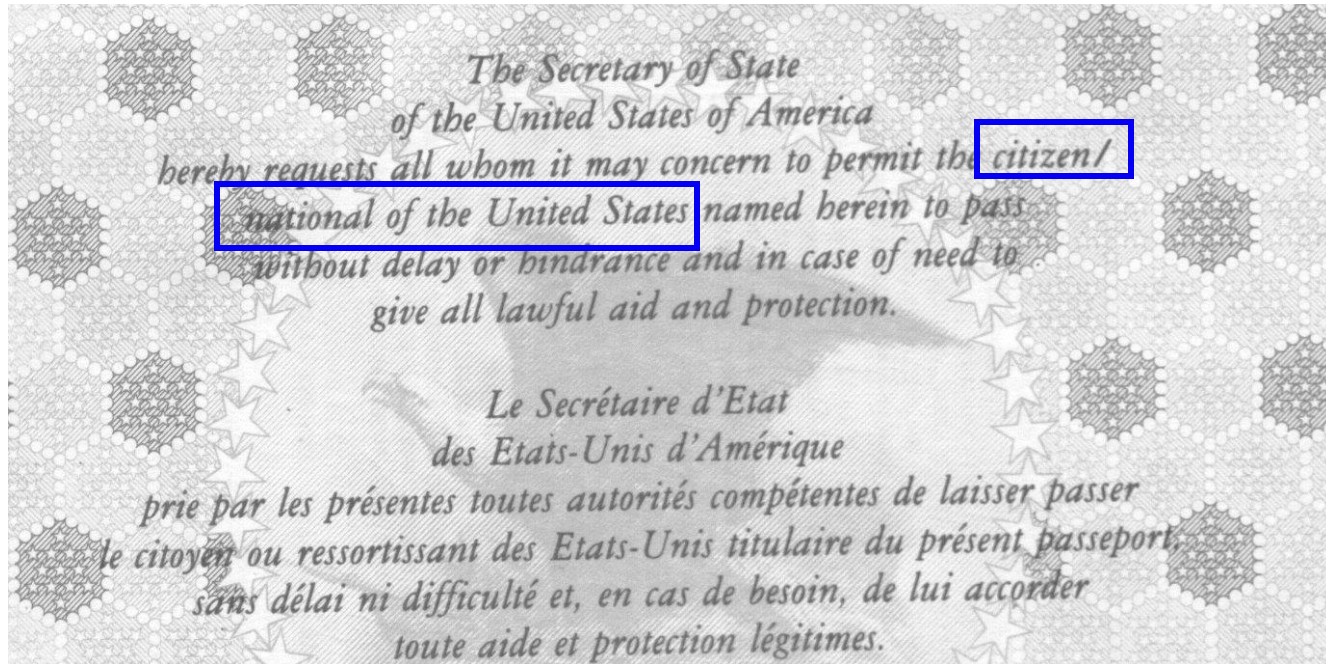 The Secretary of State
of the United States of America
hereby requests all whom it may concern to permit the citizen/
national of the United States named herein to pass
without delay or hindrance and in case of need to
give all lawful aid and protection.
Le Secrétaire d'Etat
des Etats-Unis d'Amérique
prie par les présentes toutes autorités compétentes de laisser passer
le citoyen ou ressortissant des Etats-Unis titulaire du présent passeport,
sans délai ni difficulté et, en cas de besoin, de lui accorder
toute aide et protection légitimes.